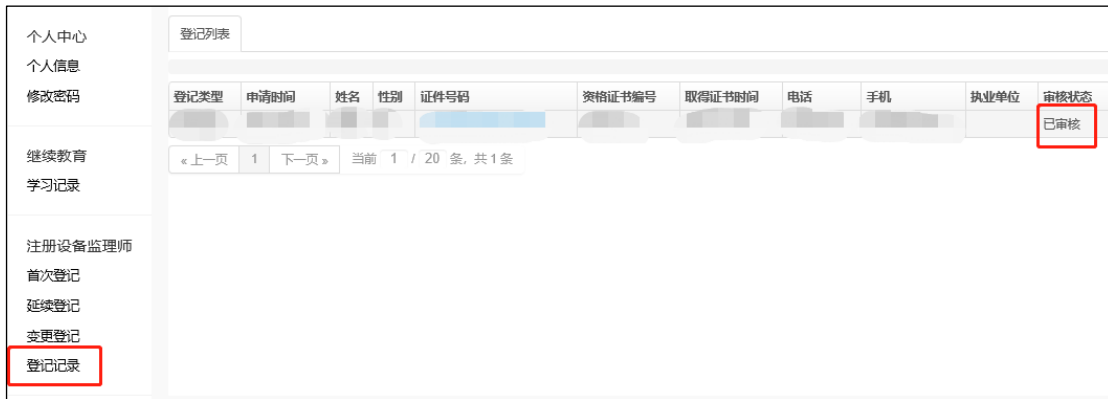 个人中心
个人信息
修改密码
继续教育
学习记录
注册设备监理师
首次登记
延续登记
变更登记
登记记录
登记列表
登记类型 申请时间 姓名 性别 证件号码 资格证书编号 取得证书时间 电话 手机 执业单位 审核状态
已审核
« 上一页 1 下一页 » 当前 1 / 20 条, 共 1 条